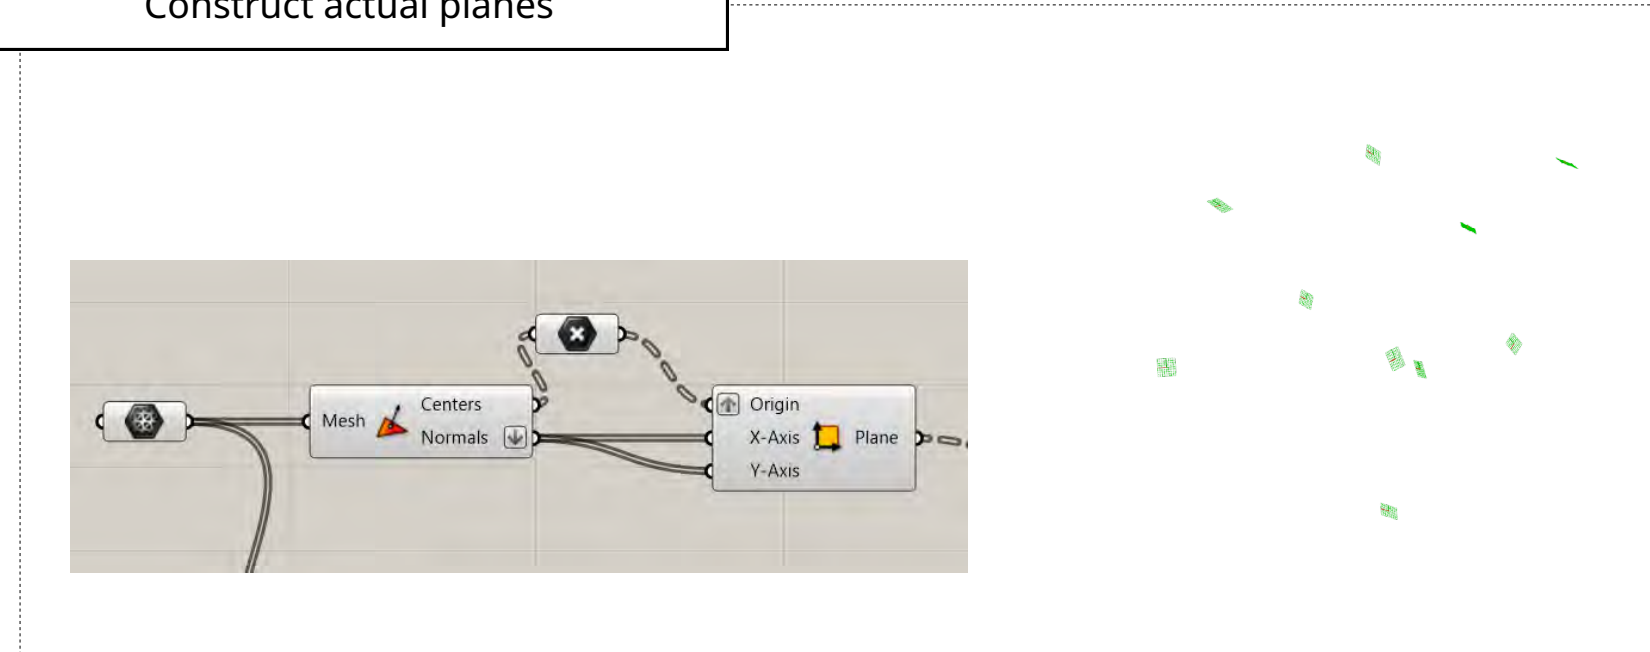 Construct actual planes
Mesh
Centers
Normals
Origin
X-Axis
Y-Axis
Plane